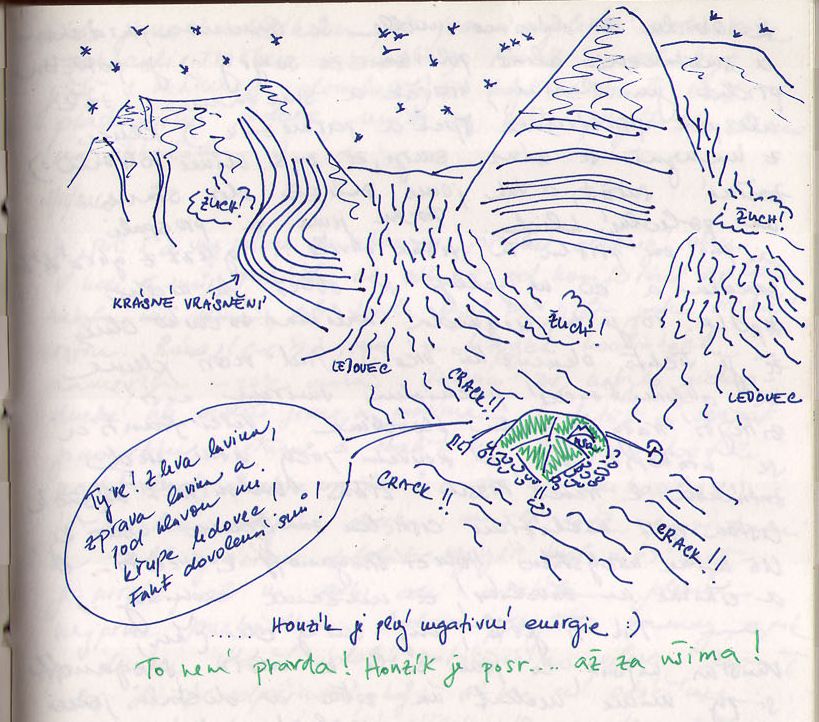 ŽUCH!
ŽUCH!
KRÁSNÉ VRÁSNĚNÍ
ŽUCH!
LEDOVEC
CRACK!!
LEDOVEC
Týve! Zleva lavina,
zprava lavina a
pod hlavou mi
křupe ledovec!
Fakt dovolená snů!
CRACK!!
CRACK!!
...... Honzík je plný negativní energie :)
To není pravda! Honzík je posr.... až za ušima!